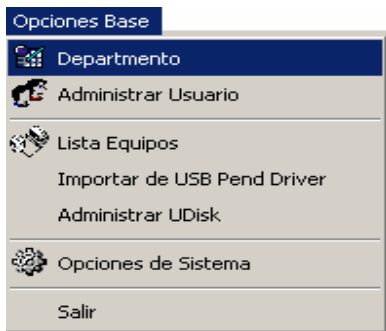 Opciones Base
Departmento
Administrar Usuario
Lista Equipos
Importar de USB Pend Driver
Administrar UDisk
Opciones de Sistema
Salir